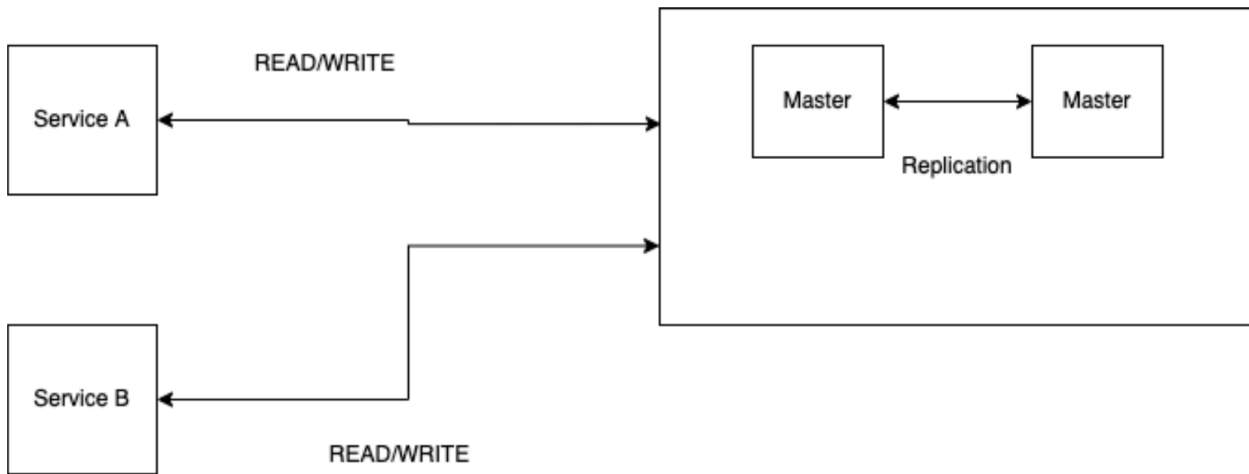 READ/WRITE
Service A
Master
Master
Replication
Service B
READ/WRITE